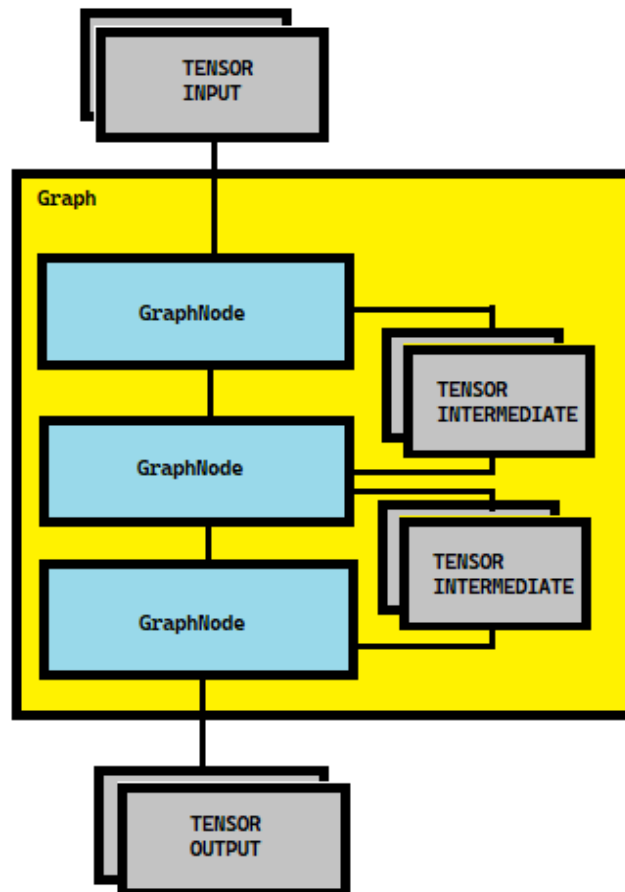 TENSOR
INPUT
Graph
GraphNode
TENSOR
INTERMEDIATE
GraphNode
TENSOR
INTERMEDIATE
GraphNode
TENSOR
OUTPUT